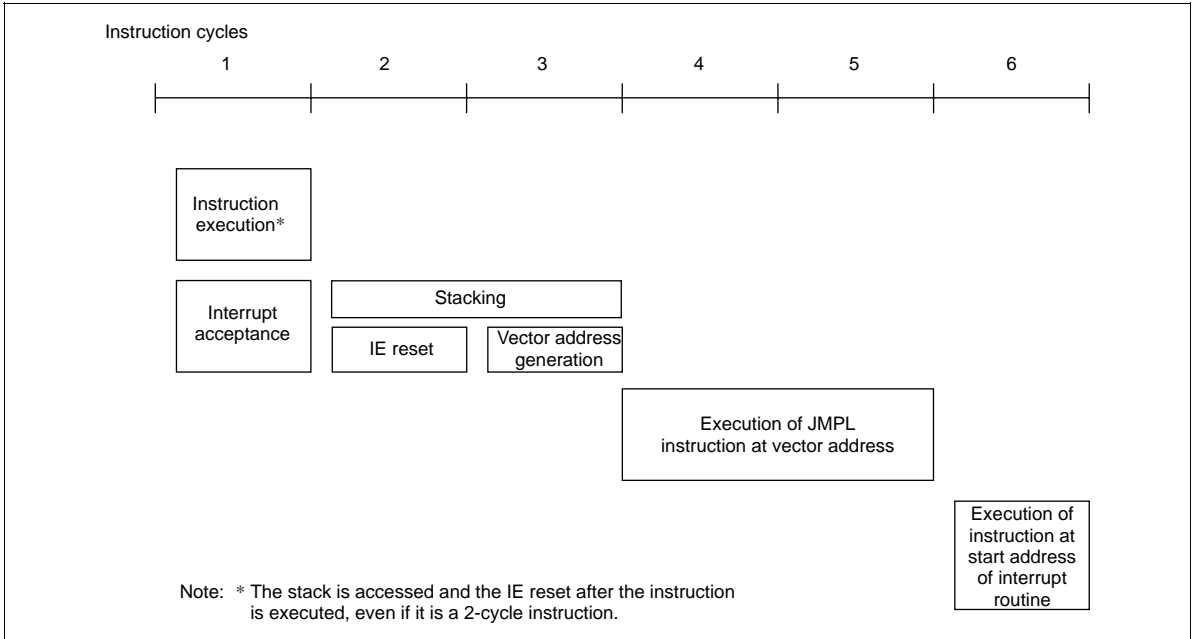 Instruction cycles
1 2 3 4 5 6
Instruction
execution*
Interrupt
acceptance
Stacking
IE reset
Vector address
generation
Execution of JMPL
instruction at vector address
Execution of
instruction at
start address
of interrupt
routine
Note: * The stack is accessed and the IE reset after the instruction
is executed, even if it is a 2-cycle instruction.